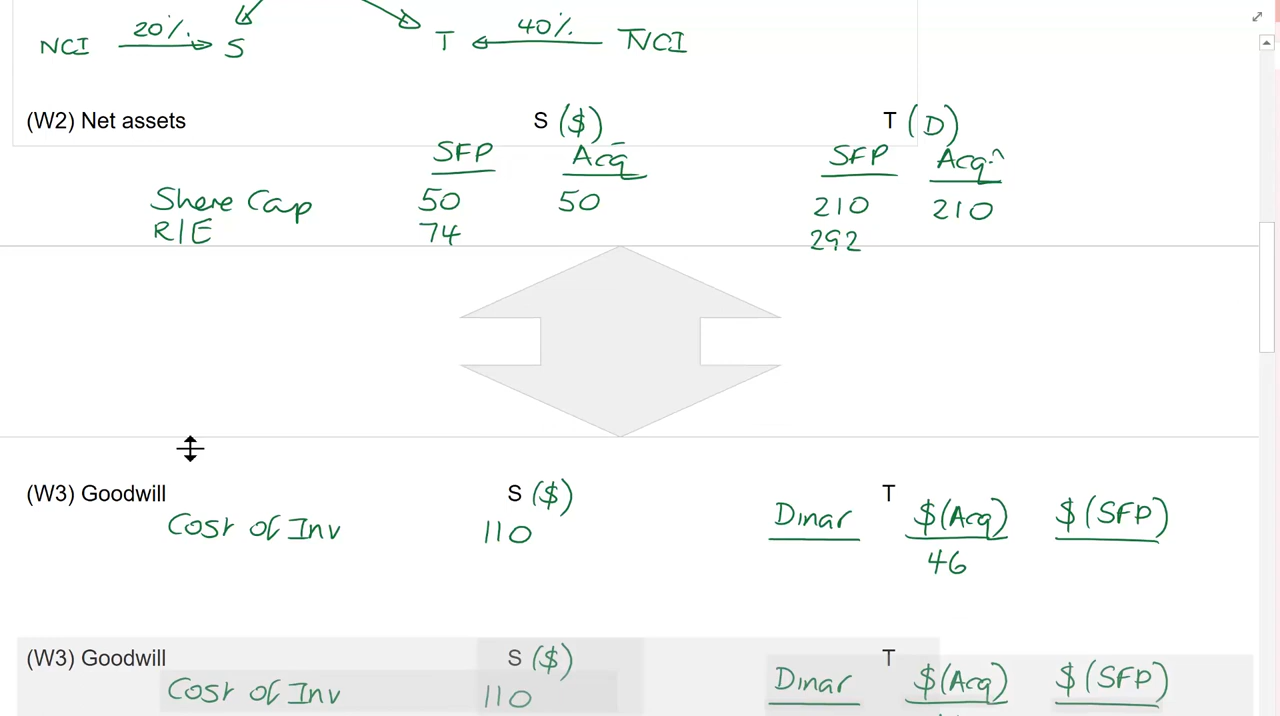 20%. 40%.
NCI S T NCI
(W2) Net assets S ($) T (D)
SFP Acq SFP Acq
Share Cap 50 50 210 210
R/E 74 292
(W3) Goodwill S ($) T
Dinar $(Acq) $(SFP)
Cost of Inv 110
46
(W3) Goodwill S ($) T
Dinar $(Acq) $(SFP)
Cost of Inv 110